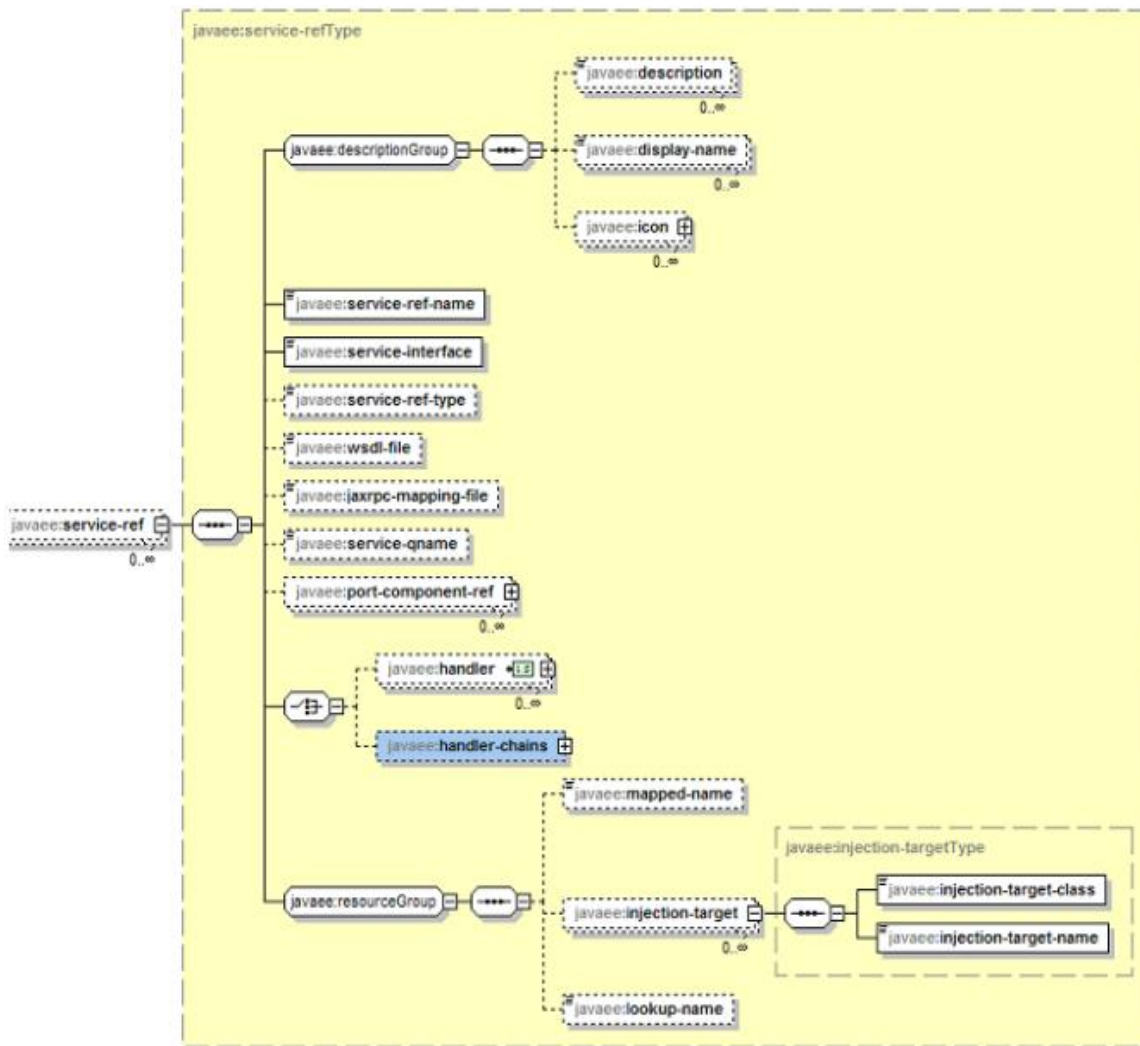 javaee:service-refType
javaee:description
0..∞
javaee:descriptionGroup
javaee:display-name
0..∞
javaee:icon
0..∞
javaee:service-ref-name
javaee:service-interface
javaee:service-ref-type
javaee:wsdl-file
javaee:jaxrpc-mapping-file
javaee:service-ref
0..∞
javaee:service-qname
javaee:port-component-ref
0..∞
javaee:handler
0..∞
javaee:handler-chains
javaee:mapped-name
javaee:injection-targetType
javaee:resourceGroup
javaee:injection-target
0..∞
javaee:injection-target-class
javaee:injection-target-name
javaee:lookup-name